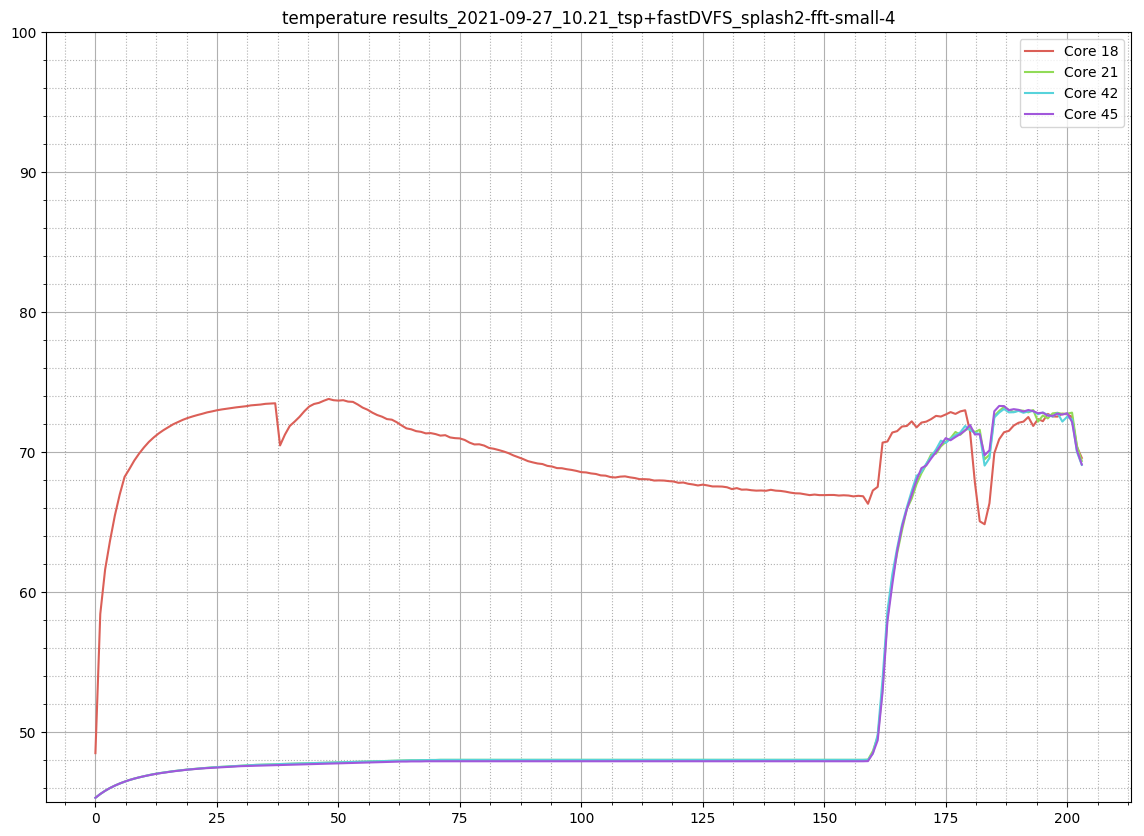 temperature results_2021-09-27_10.21_tsp+fastDVFS_splash2-fft-small-4
100
90
80
70
60
50
Core 18
Core 21
Core 42
Core 45
0 25 50 75 100 125 150 175 200